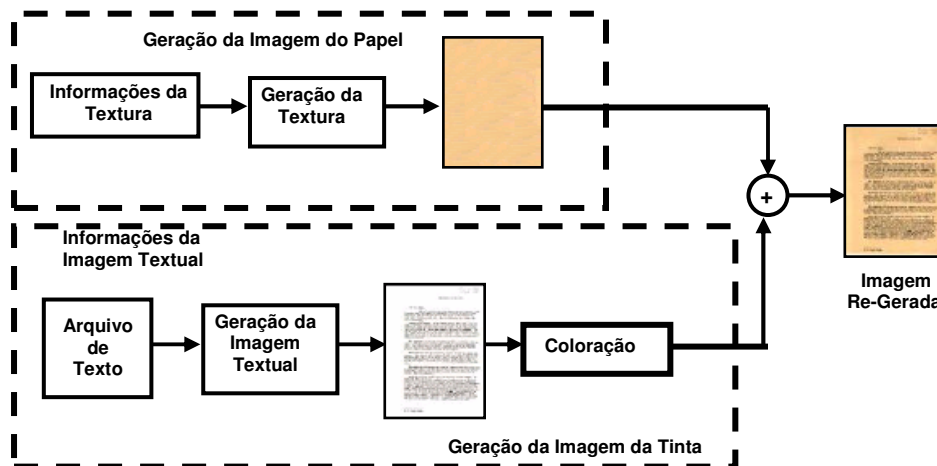 Geração da Imagem do Papel
Informações da
Textura
Geração da
Textura
+
Imagem
Re-Gerada
Informações da
Imagem Textual
Arquivo
de
Texto
Geração da
Imagem
Textual
Coloração
Geração da Imagem da Tinta